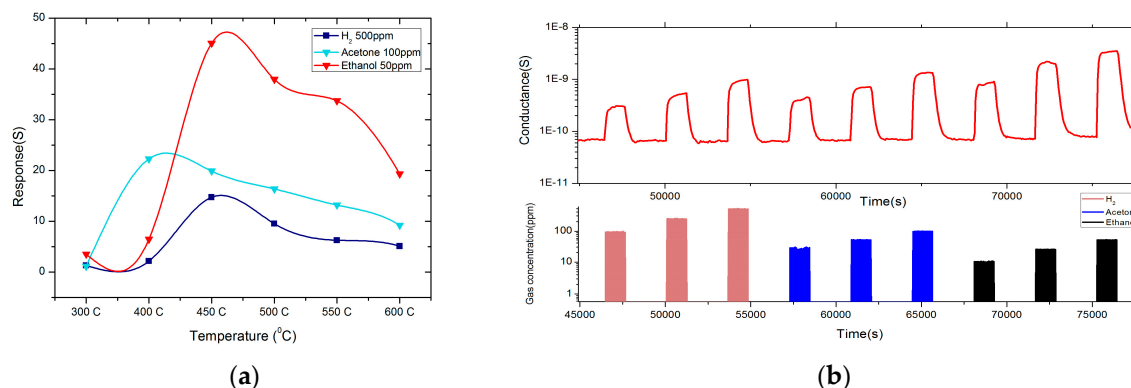 50
40
30
20
10
0
Response(S)
H2 500ppm
Acetone 100ppm
Ethanol 50ppm
300 C 400 C 450 C 500 C 550 C 600 C
Temperature (⁰C)
(a)
1E-8
1E-9
1E-10
1E-11
Conductance(S)
50000 60000 70000
Time(s)
100
10
1
Gas concentration(ppm)
H2
Aceton
Ethano
45000 50000 55000 60000 65000 70000 75000
Time(s)
(b)